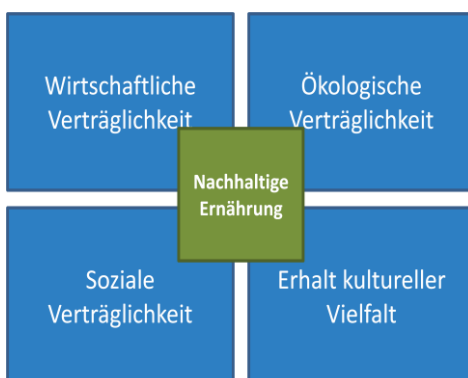 Wirtschaftliche
Verträglichkeit
Ökologische
Verträglichkeit
Nachhaltige
Ernährung
Soziale
Verträglichkeit
Erhalt kultureller
Vielfalt